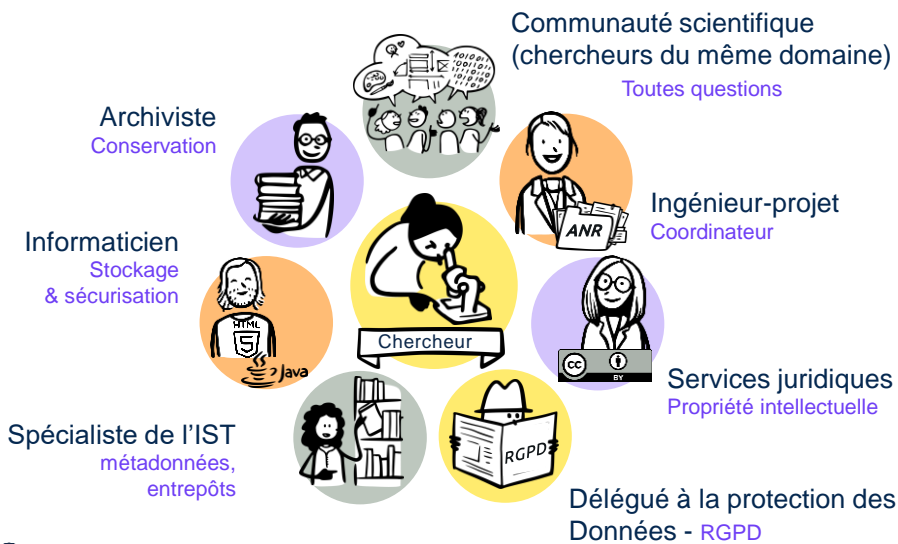 Communauté scientifique
(chercheurs du même domaine)
Toutes questions
Archiviste
Conservation
ANR
Ingénieur-projet
Coordinateur
Informaticien
Stockage
& sécurisation
HTML
5
Java
Chercheur
cc
BY
Services juridiques
Propriété intellectuelle
Spécialiste de l’IST
métadonnées,
entrepôts
RGPD
Délégué à la protection des
Données - RGPD